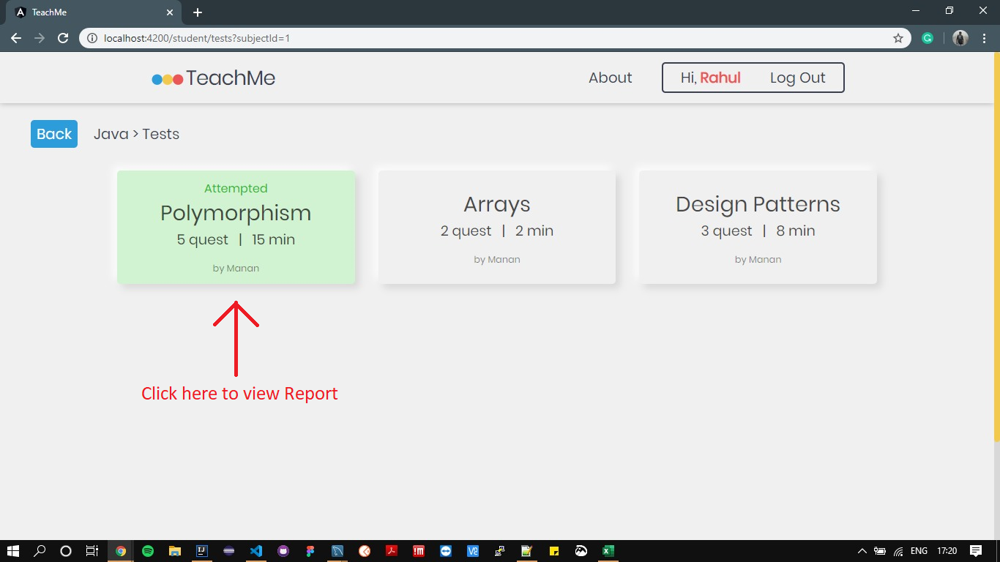 TeachMe
localhost:4200/student/tests?subjectId=1
TeachMe
About
Hi, Rahul
Log Out
Back
Java > Tests
Attempted
Polymorphism
5 quest | 15 min
by Manan
Arrays
2 quest | 2 min
by Manan
Design Patterns
3 quest | 8 min
by Manan
Click here to view Report
ENG
17:20